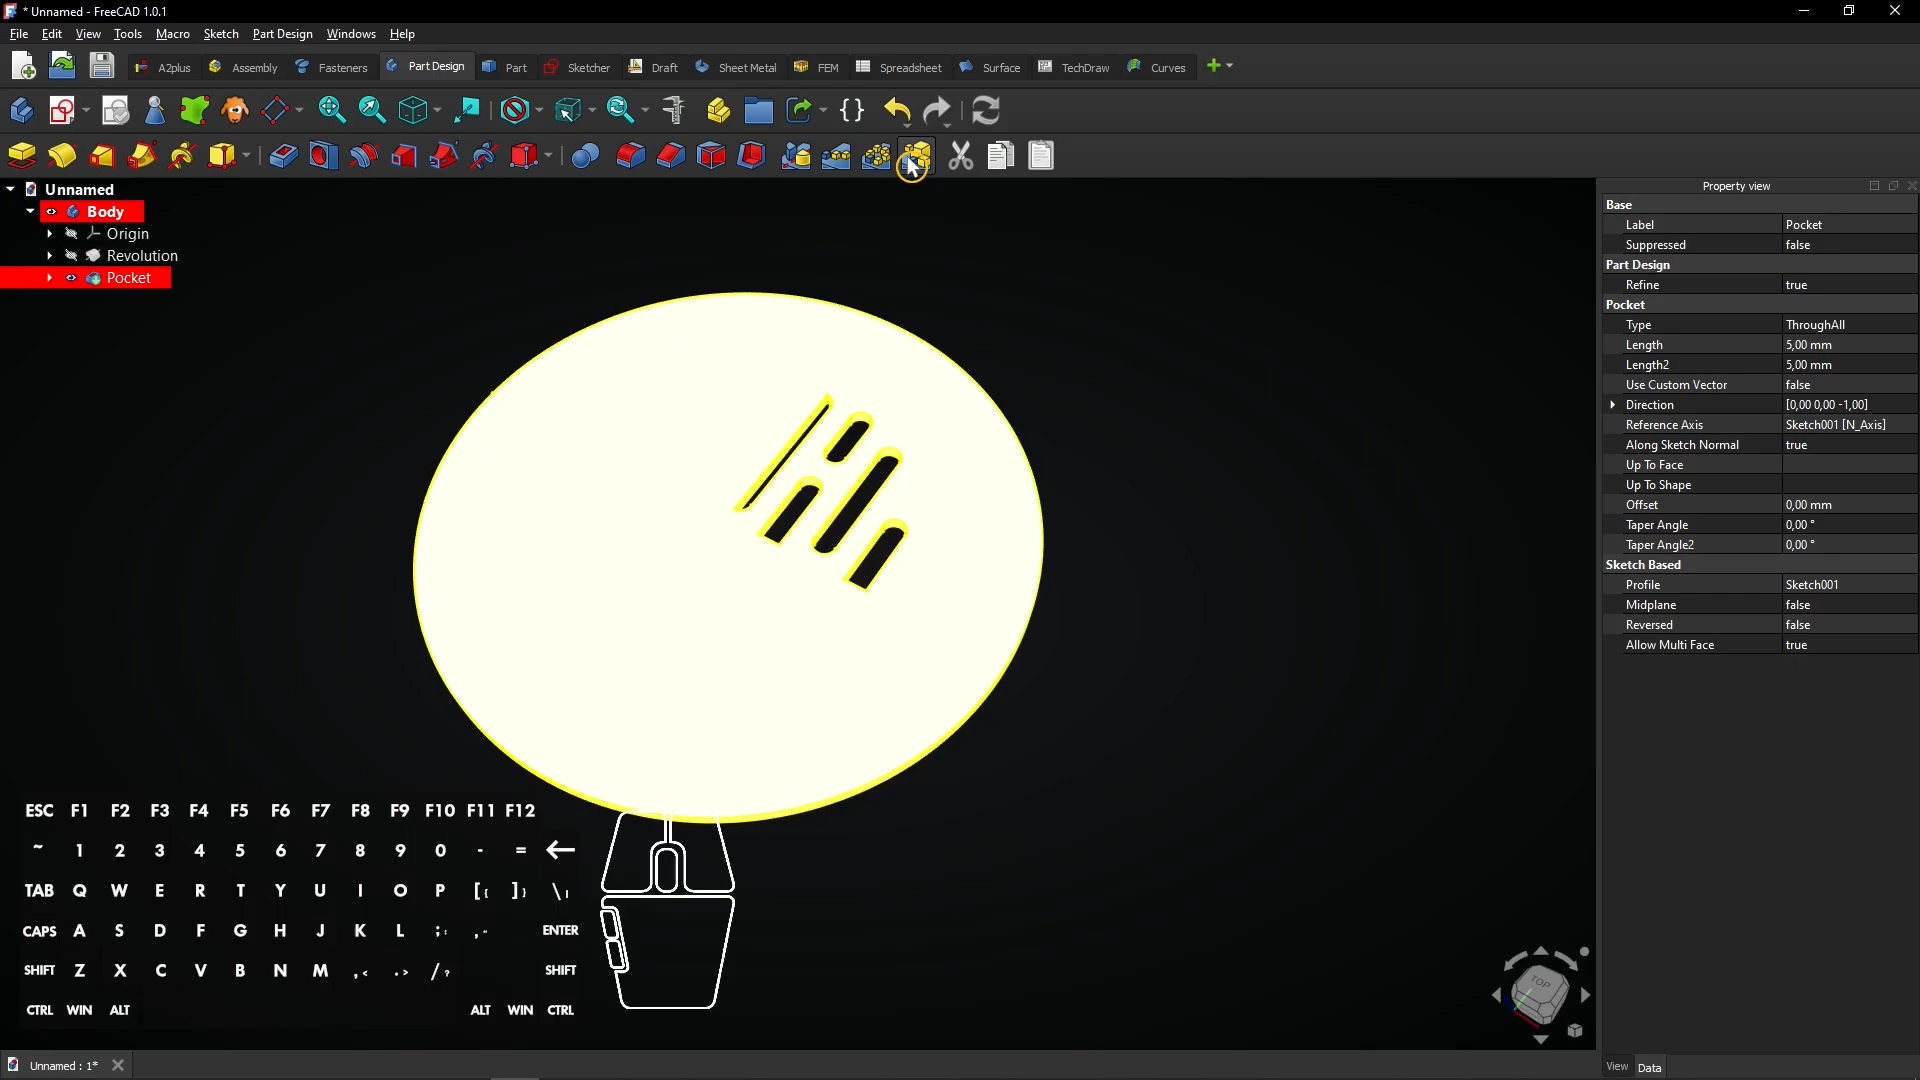 * Unnamed - FreeCAD 1.0.1
File Edit View Tools Macro Sketch Part Design Windows Help
A2plus Assembly Fasteners Part Design Part Sketcher Draft Sheet Metal FEM Spreadsheet Surface TechDraw Curves
Unnamed
Body
Origin
Revolution
Pocket
Property view
Base
Label Pocket
Suppressed false
Part Design
Refine true
Pocket
Type ThroughAll
Length 5,00 mm
Length2 5,00 mm
Use Custom Vector false
Direction [0,00 0,00 -1,00]
Reference Axis Sketch001 [N_Axis]
Along Sketch Normal true
Up To Face
Up To Shape
Offset 0,00 mm
Taper Angle 0,00 °
Taper Angle2 0,00 °
Sketch Based
Profile Sketch001
Midplane false
Reversed false
Allow Multi Face true
ESC F1 F2 F3 F4 F5 F6 F7 F8 F9 F10 F11 F12
~ 1 2 3 4 5 6 7 8 9 0 - = ←
TAB Q W E R T Y U I O P [{ ]} \|
CAPS A S D F G H J K L ;: ,“ ENTER
SHIFT Z X C V B N M ,< .> /? SHIFT
CTRL WIN ALT ALT WIN CTRL
TOP
Unnamed : 1*
View Data